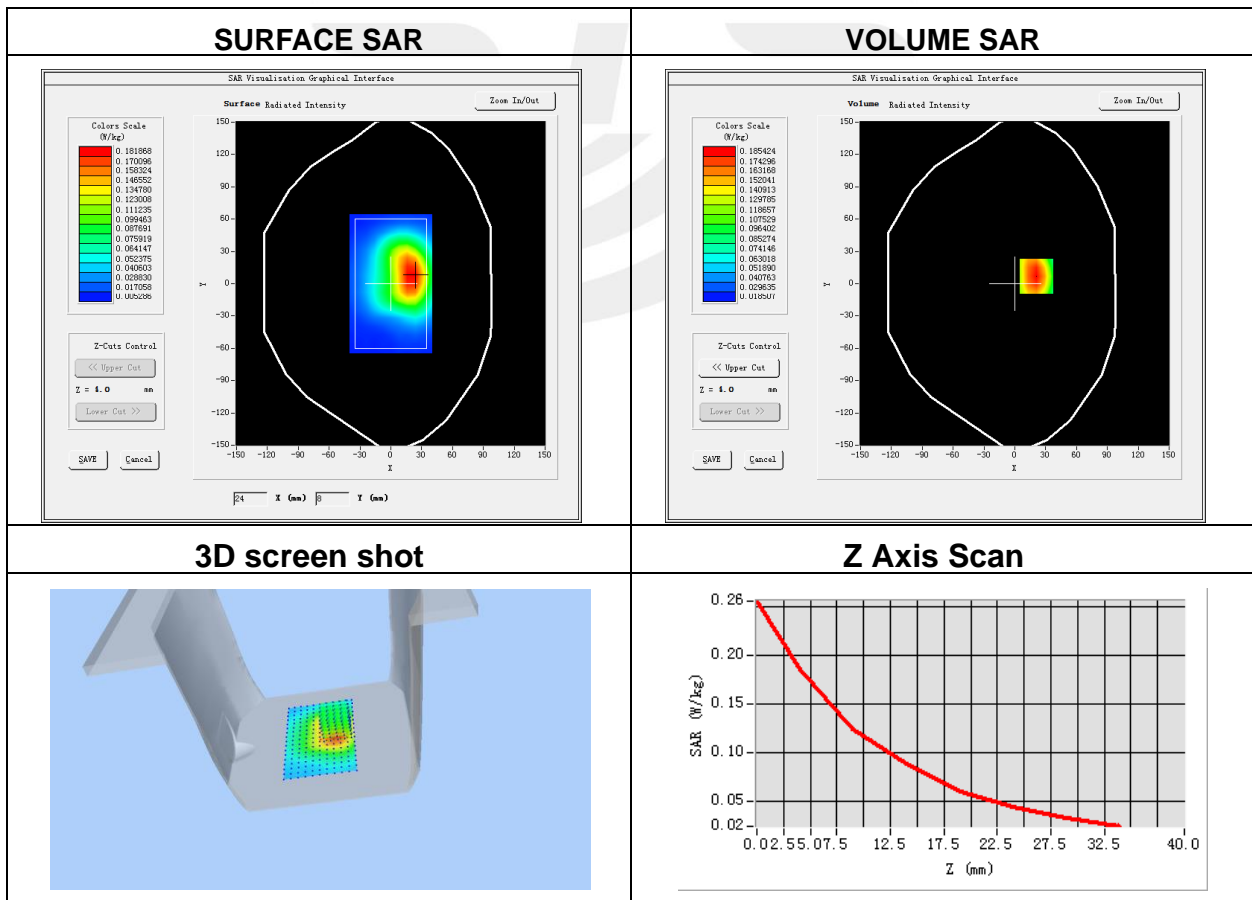 SURFACE SAR
SAR Visualisation Graphical Interface
Surface Radiated Intensity
Zoom In/Out
Colors Scale
(W/kg)
0.181868
0.170096
0.158324
0.146552
0.134780
0.123008
0.111235
0.099463
0.087691
0.075919
0.064147
0.052375
0.040603
0.028830
0.017058
0.005286
Z-Cuts Control
<< Upper Cut
Z = 4.0 mm
Lower Cut >>
SAVE Cancel
150
120
90
60
30
0
-30
-60
-90
-120
-150
Y
-150 -120 -90 -60 -30 0 30 60 90 120 150
X
24 X (mm) 8 Y (mm)
VOLUME SAR
SAR Visualisation Graphical Interface
Volume Radiated Intensity
Zoom In/Out
Colors Scale
(W/kg)
0.185424
0.174296
0.163168
0.152041
0.140913
0.129785
0.118657
0.107529
0.096402
0.085274
0.074146
0.063018
0.051890
0.040763
0.029635
0.018507
Z-Cuts Control
<< Upper Cut
Z = 4.0 mm
Lower Cut >>
SAVE Cancel
150
120
90
60
30
0
-30
-60
-90
-120
-150
Y
-150 -120 -90 -60 -30 0 30 60 90 120 150
X
3D screen shot
Z Axis Scan
0.26
0.20
0.15
0.10
0.05
0.02
SAR (W/kg)
0.0 2.5 5.0 7.5 12.5 17.5 22.5 27.5 32.5 40.0
Z (mm)